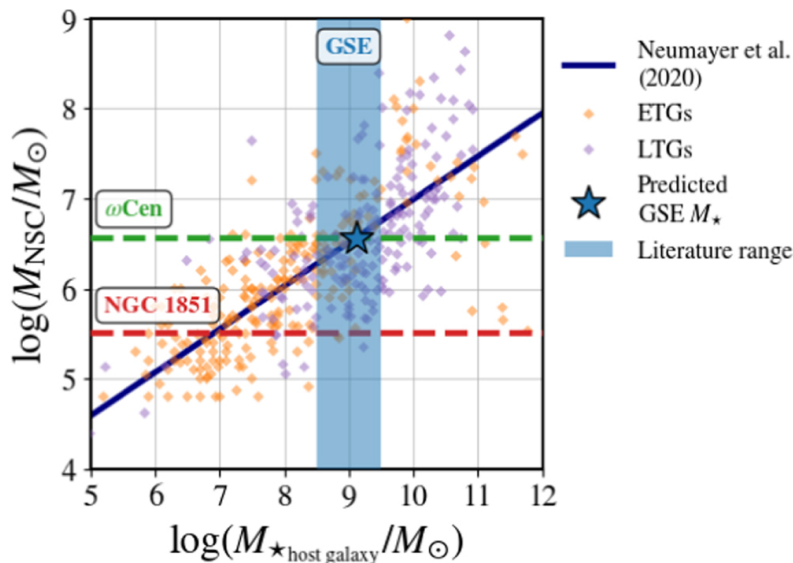 9
8
7
6
5
4
log(M_NSC/M_⊙)
GSE
ωCen
NGC 1851
5 6 7 8 9 10 11 12
log(M_⋆host galaxy/M_⊙)
Neumayer et al.
(2020)
ETGs
LTGs
Predicted
GSE M_⋆
Literature range